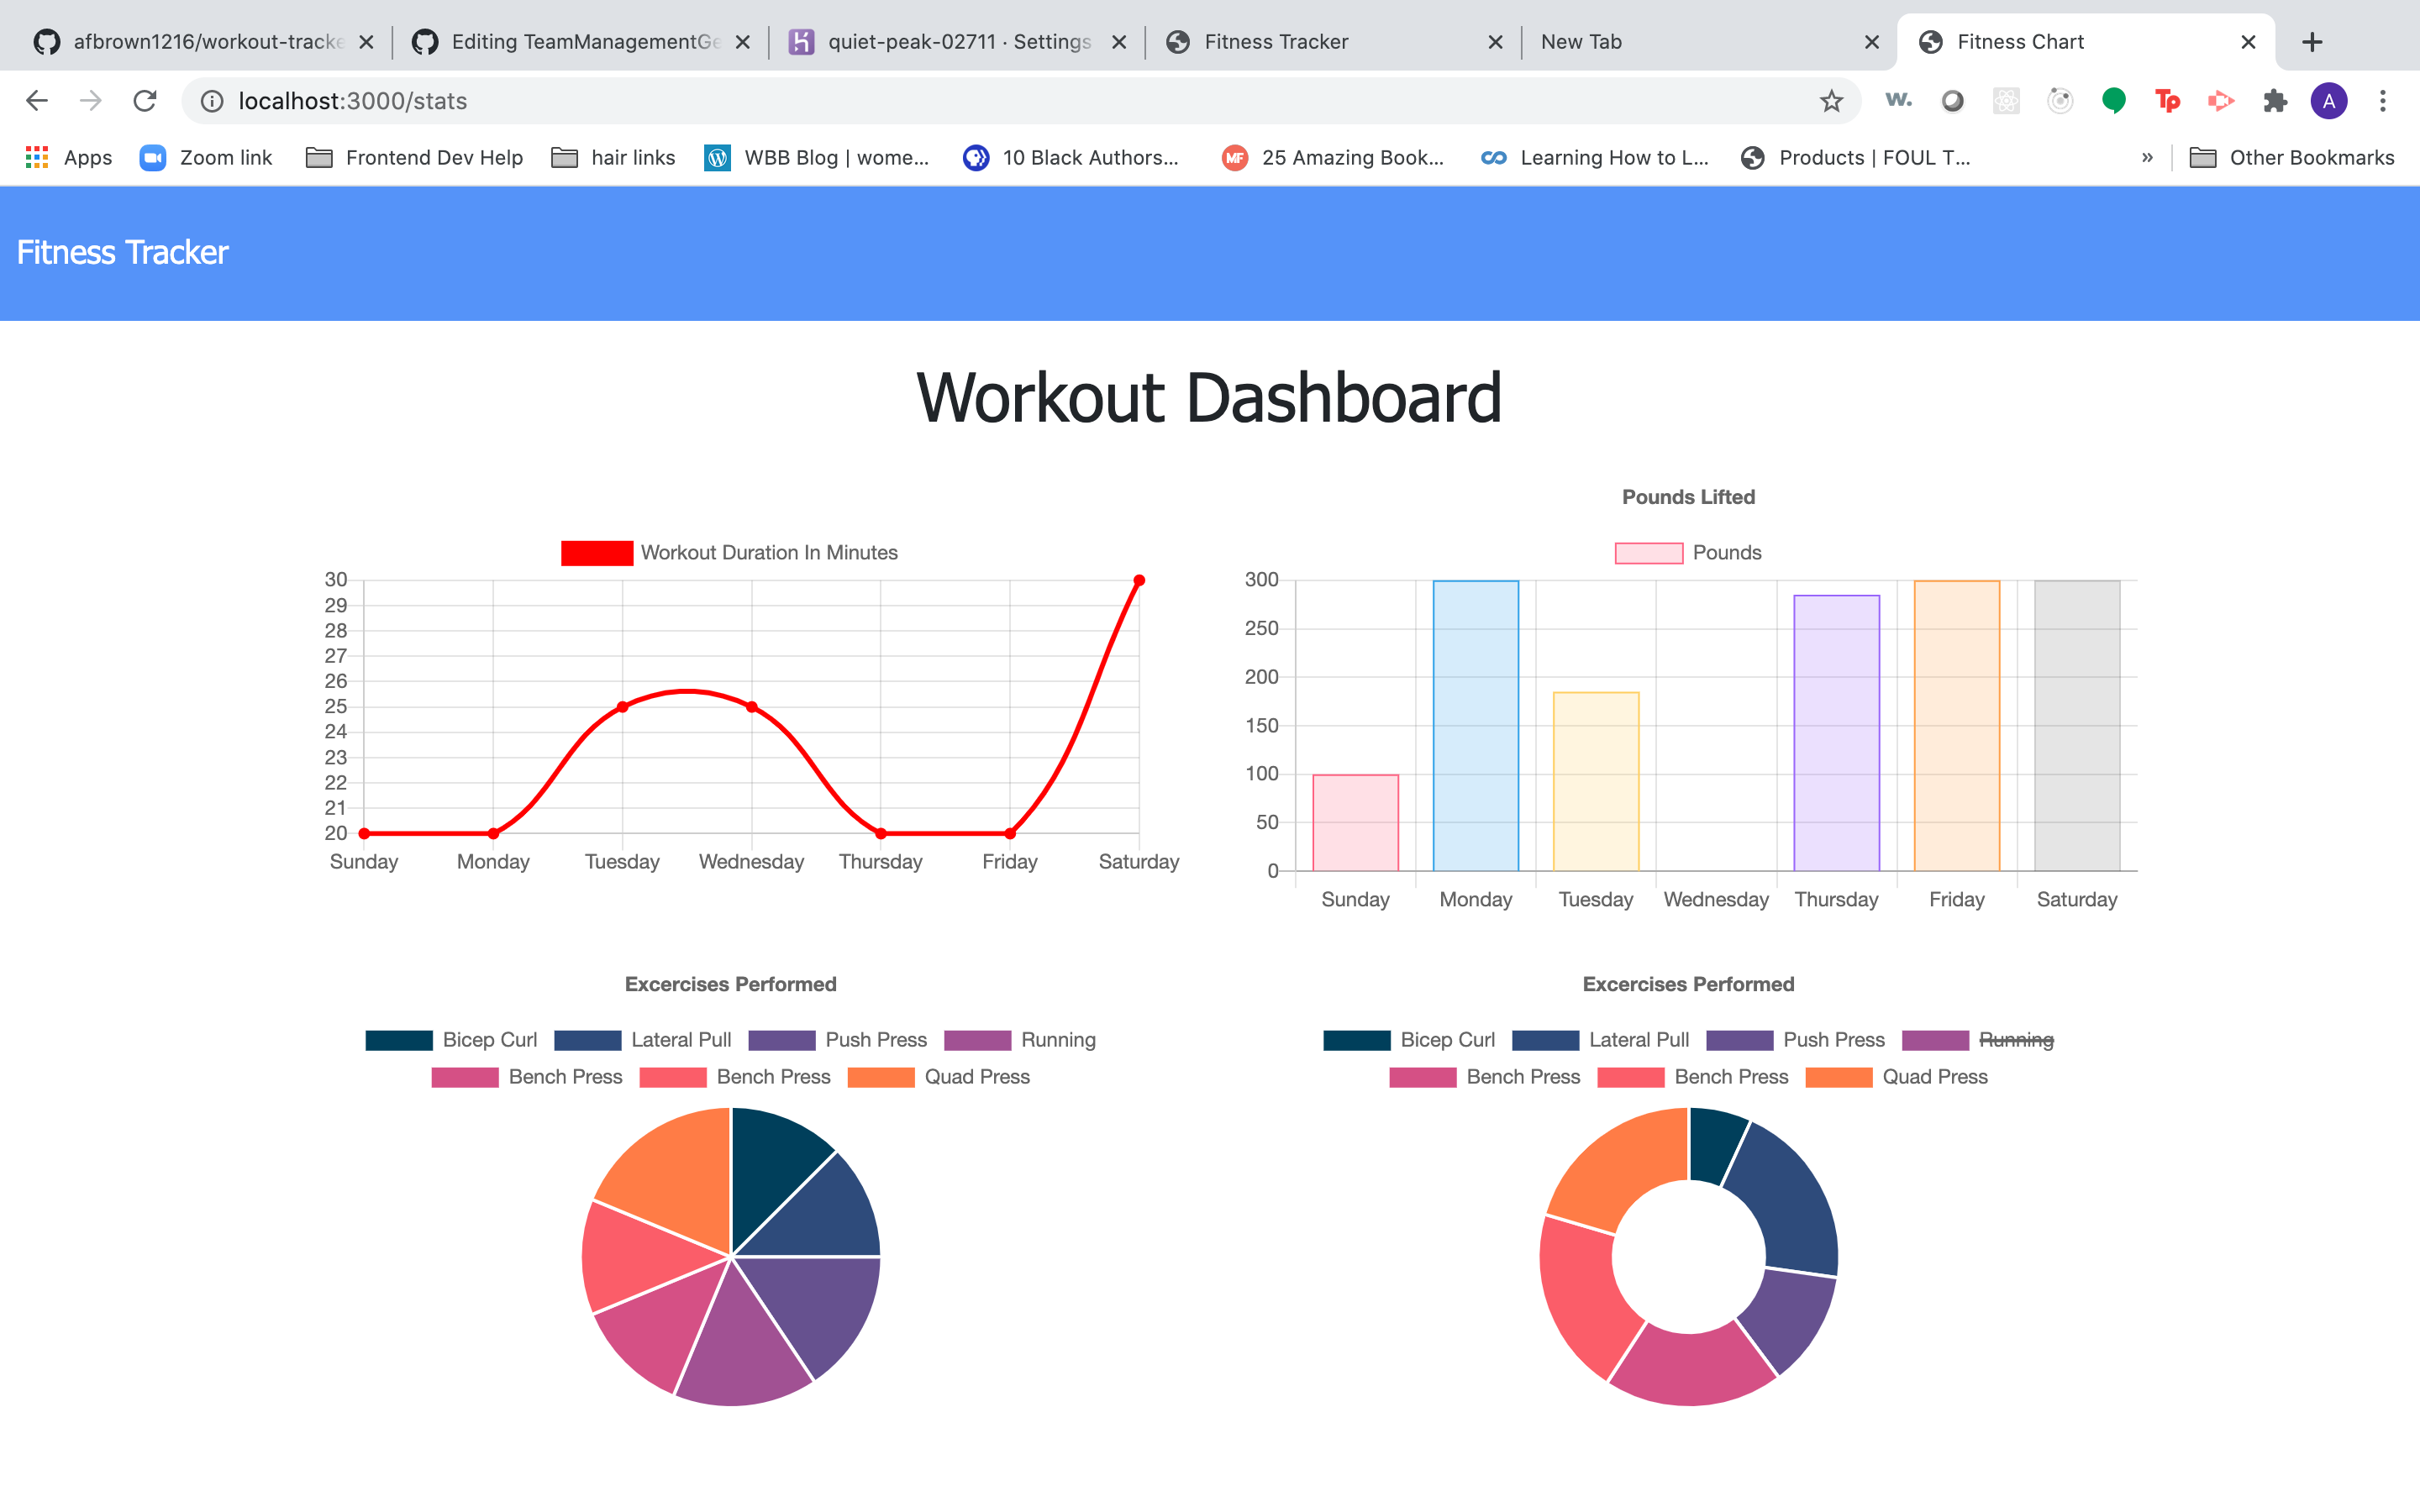 afbrown1216/workout-tracke
Editing TeamManagementGe
quiet-peak-02711 · Settings
Fitness Tracker
New Tab
Fitness Chart
localhost:3000/stats
w.
Tp
A
Apps
Zoom link
Frontend Dev Help
hair links
WBB Blog | wome...
10 Black Authors...
MF
25 Amazing Book...
Learning How to L...
Products | FOUL T...
»
Other Bookmarks
Fitness Tracker
Workout Dashboard
Workout Duration In Minutes
30
29
28
27
26
25
24
23
22
21
20
Sunday Monday Tuesday Wednesday Thursday Friday Saturday
Pounds Lifted
Pounds
300
250
200
150
100
50
0
Sunday Monday Tuesday Wednesday Thursday Friday Saturday
Excercises Performed
Bicep Curl Lateral Pull Push Press Running
Bench Press Bench Press Quad Press
Excercises Performed
Bicep Curl Lateral Pull Push Press Running
Bench Press Bench Press Quad Press